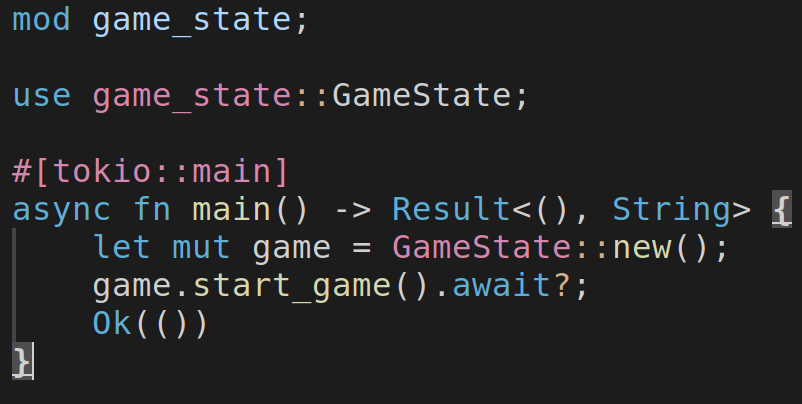 mod game_state;
use game_state::GameState;
#[tokio::main]
async fn main() -> Result<(), String> {
    let mut game = GameState::new();
    game.start_game().await?;
    Ok(())
}